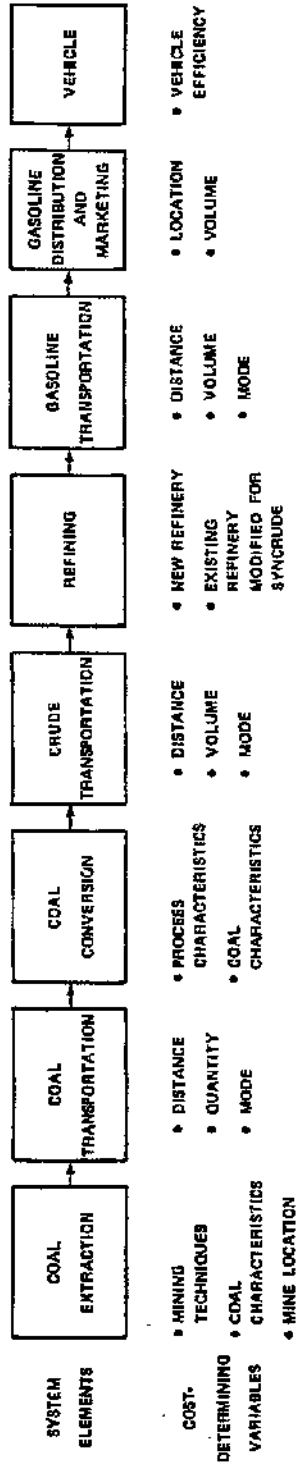 SYSTEM
ELEMENTS
COAL
EXTRACTION
COAL
TRANSPORTATION
COAL
CONVERSION
CRUDE
TRANSPORTATION
REFINING
GASOLINE
TRANSPORTATION
GASOLINE
DISTRIBUTION
AND
MARKETING
VEHICLE
COST-
DETERMINING
VARIABLES
• MINING
TECHNIQUES
• COAL
CHARACTERISTICS
• MINE LOCATION
• DISTANCE
• QUANTITY
• MODE
• PROCESS
CHARACTERISTICS
• COAL
CHARACTERISTICS
• DISTANCE
• VOLUME
• MODE
• NEW REFINERY
• EXISTING
REFINERY
MODIFIED FOR
SYNCRUDE
• DISTANCE
• VOLUME
• MODE
• LOCATION
• VOLUME
• VEHICLE
EFFICIENCY